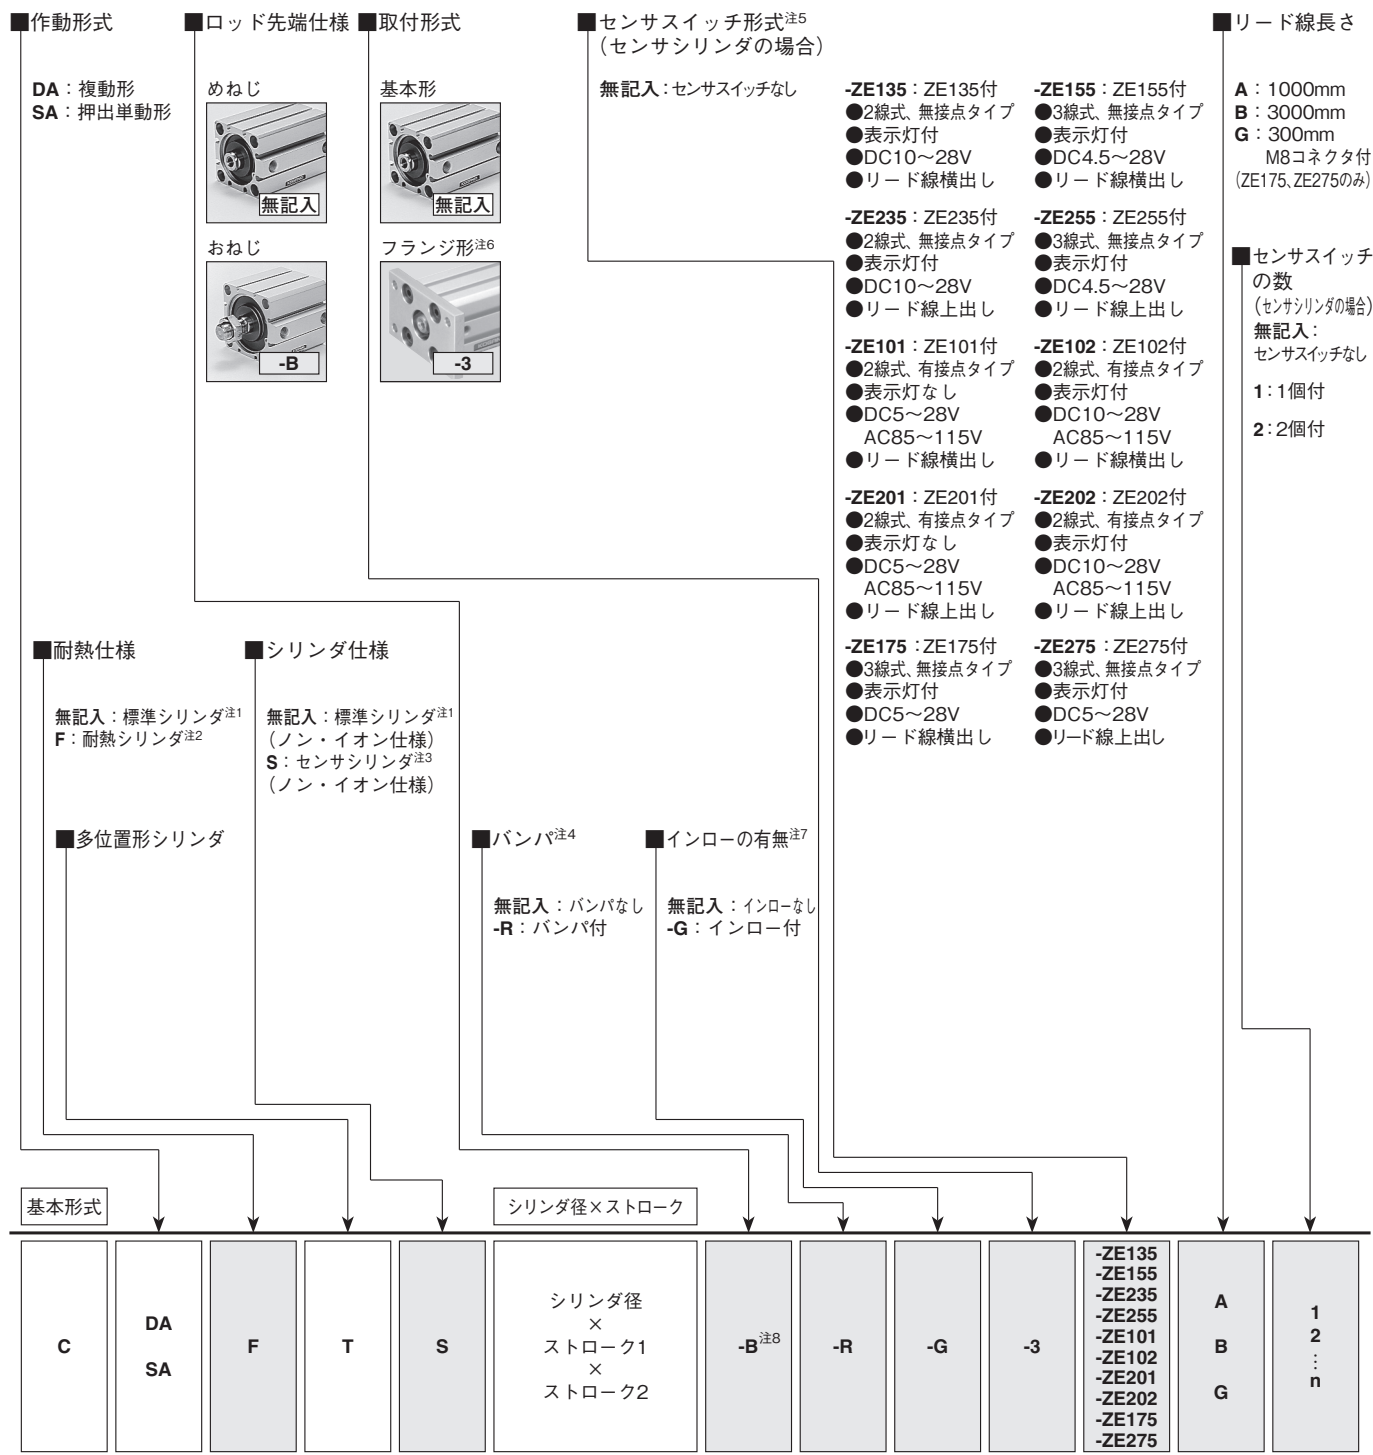 ■作動形式
DA：複動形
SA：押出単動形
■ロッド先端仕様
めねじ
無記入
おねじ
-B
■取付形式
基本形
無記入
フランジ形注6
-3
■センサスイッチ形式注5
（センサシリンダの場合）
無記入：センサスイッチなし
-ZE135：ZE135付
●2線式、無接点タイプ
●表示灯付
●DC10～28V
●リード線横出し
-ZE155：ZE155付
●3線式、無接点タイプ
●表示灯付
●DC4.5～28V
●リード線横出し
-ZE235：ZE235付
●2線式、無接点タイプ
●表示灯付
●DC10～28V
●リード線上出し
-ZE255：ZE255付
●3線式、無接点タイプ
●表示灯付
●DC4.5～28V
●リード線上出し
-ZE101：ZE101付
●2線式、有接点タイプ
●表示灯なし
●DC5～28V
AC85～115V
●リード線横出し
-ZE102：ZE102付
●2線式、有接点タイプ
●表示灯付
●DC10～28V
AC85～115V
●リード線横出し
-ZE201：ZE201付
●2線式、有接点タイプ
●表示灯なし
●DC5～28V
AC85～115V
●リード線上出し
-ZE202：ZE202付
●2線式、有接点タイプ
●表示灯付
●DC10～28V
AC85～115V
●リード線上出し
-ZE175：ZE175付
●3線式、無接点タイプ
●表示灯付
●DC5～28V
●リード線横出し
-ZE275：ZE275付
●3線式、無接点タイプ
●表示灯付
●DC5～28V
●リード線上出し
■リード線長さ
A：1000mm
B：3000mm
G：300mm
M8コネクタ付
（ZE175、ZE275のみ）
■センサスイッチ
の数
（センサシリンダの場合）
無記入：
センサスイッチなし
1：1個付
2：2個付
■耐熱仕様
無記入：標準シリンダ注1
F：耐熱シリンダ注2
■シリンダ仕様
無記入：標準シリンダ注1
（ノン・イオン仕様）
S：センサシリンダ注3
（ノン・イオン仕様）
■多位置形シリンダ
■バンパ注4
無記入：バンパなし
-R：バンパ付
■インローの有無注7
無記入：インローなし
-G：インロー付
基本形式
シリンダ径×ストローク
C
DA
SA
F
T
S
シリンダ径
×
ストローク1
×
ストローク2
-B注8
-R
-G
-3
-ZE135
-ZE155
-ZE235
-ZE255
-ZE101
-ZE102
-ZE201
-ZE202
-ZE175
-ZE275
A
B
G
1
2
⋮
n